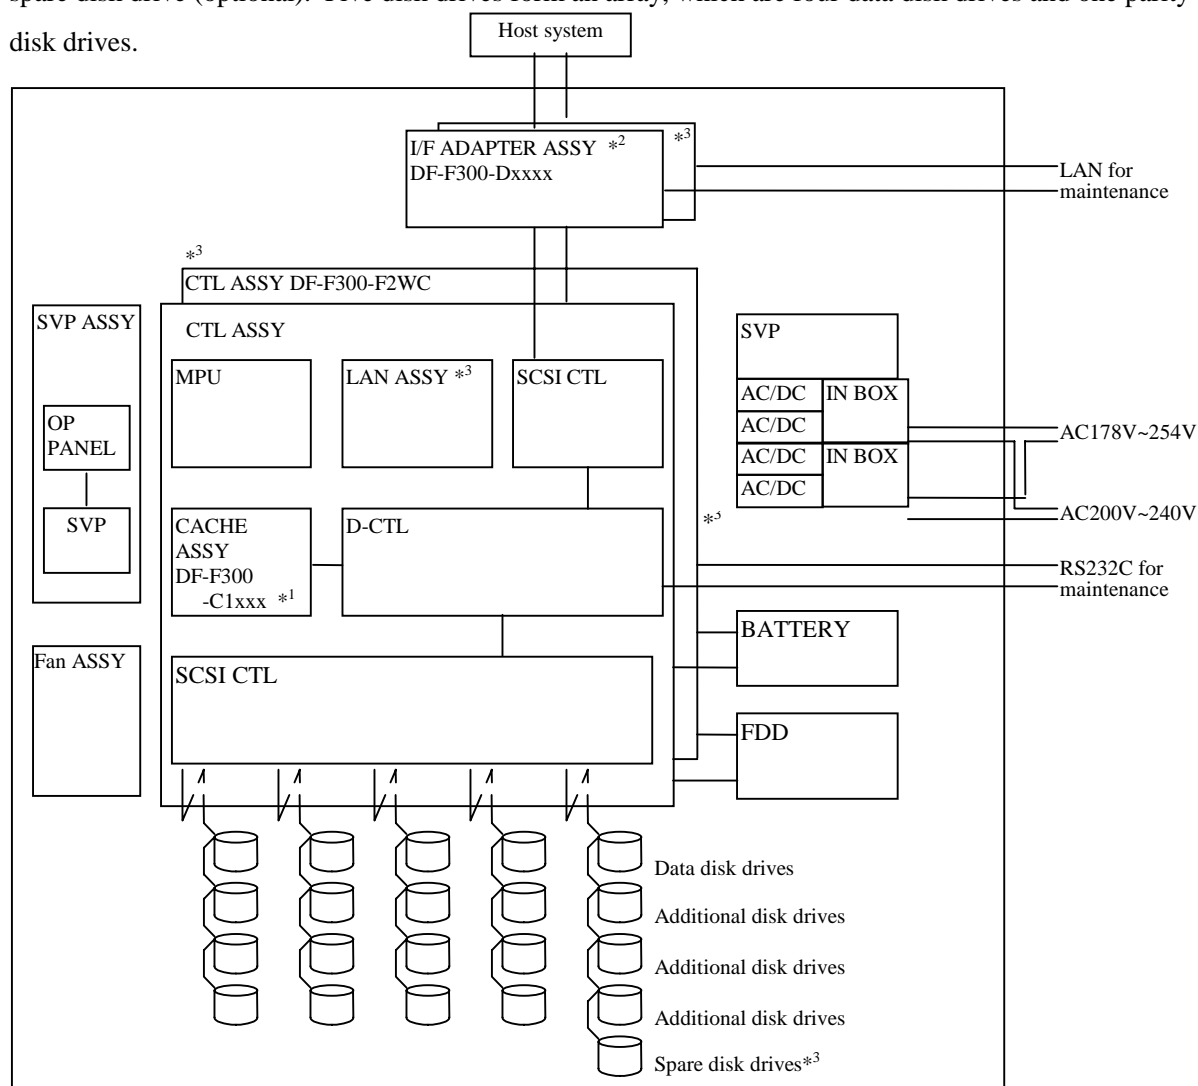 spare disk drive (optional). Five disk drives form an array, which are four data disk drives and one parity
disk drives.
Host system
I/F ADAPTER ASSY *2
DF-F300-Dxxxx
*3
LAN for
maintenance
*3
CTL ASSY DF-F300-F2WC
CTL ASSY
SVP ASSY
OP
PANEL
SVP
MPU
LAN ASSY *3
SCSI CTL
CACHE
ASSY
DF-F300
-C1xxx *1
D-CTL
SCSI CTL
Fan ASSY
SVP
AC/DC
IN BOX
AC/DC
AC/DC
IN BOX
AC/DC
AC178V~254V
AC200V~240V
*3
RS232C for
maintenance
BATTERY
FDD
Data disk drives
Additional disk drives
Additional disk drives
Additional disk drives
Spare disk drives*3